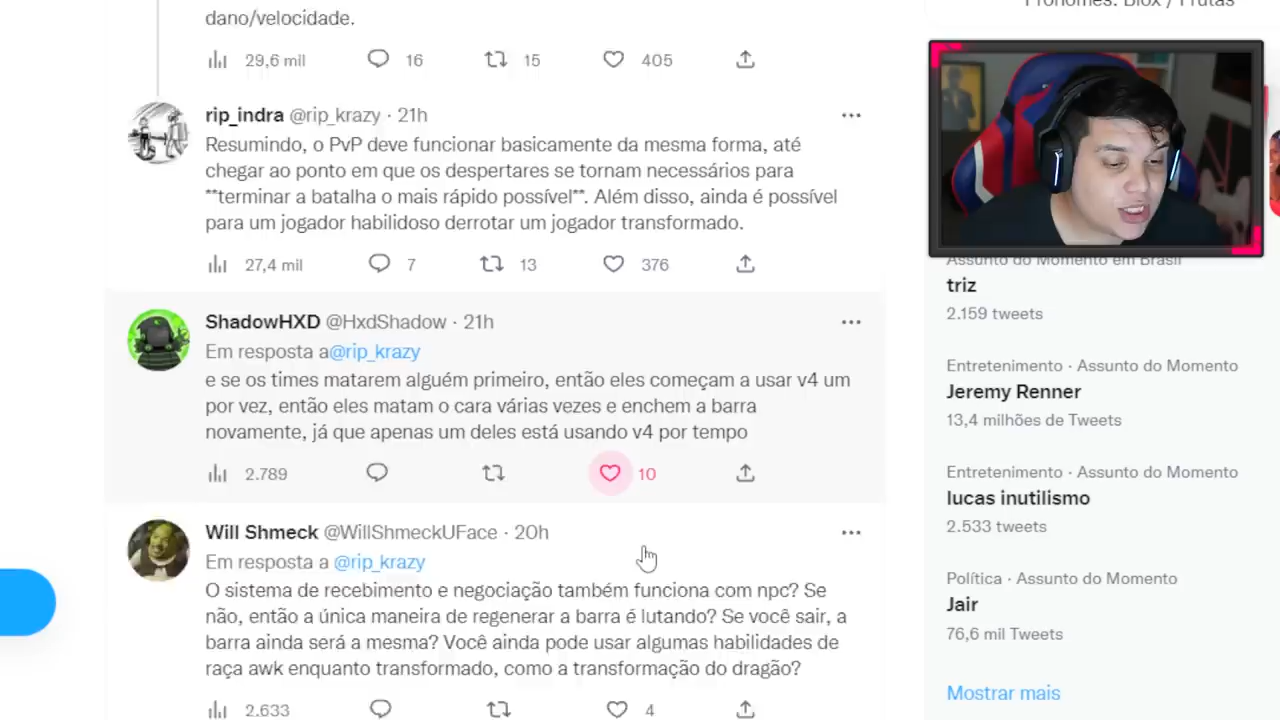 dano/velocidade.
29,6 mil 16 15 405
rip_indra @rip_krazy · 21h
Resumindo, o PvP deve funcionar basicamente da mesma forma, até
chegar ao ponto em que os despertares se tornam necessários para
**terminar a batalha o mais rápido possível**. Além disso, ainda é possível
para um jogador habilidoso derrotar um jogador transformado.
27,4 mil 7 13 376
ShadowHXD @HxdShadow · 21h
Em resposta a@rip_krazy
e se os times matarem alguém primeiro, então eles começam a usar v4 um
por vez, então eles matam o cara várias vezes e enchem a barra
novamente, já que apenas um deles está usando v4 por tempo
2.789 10
Will Shmeck @WillShmeckUFace · 20h
Em resposta a @rip_krazy
O sistema de recebimento e negociação também funciona com npc? Se
não, então a única maneira de regenerar a barra é lutando? Se você sair, a
barra ainda será a mesma? Você ainda pode usar algumas habilidades de
raça awk enquanto transformado, como a transformação do dragão?
2.633 4
Pronomes: Blox / Frutas
Assunto do Momento em Brasil
triz
2.159 tweets
Entretenimento · Assunto do Momento
Jeremy Renner
13,4 milhões de Tweets
Entretenimento · Assunto do Momento
lucas inutilismo
2.533 tweets
Política · Assunto do Momento
Jair
76,6 mil Tweets
Mostrar mais